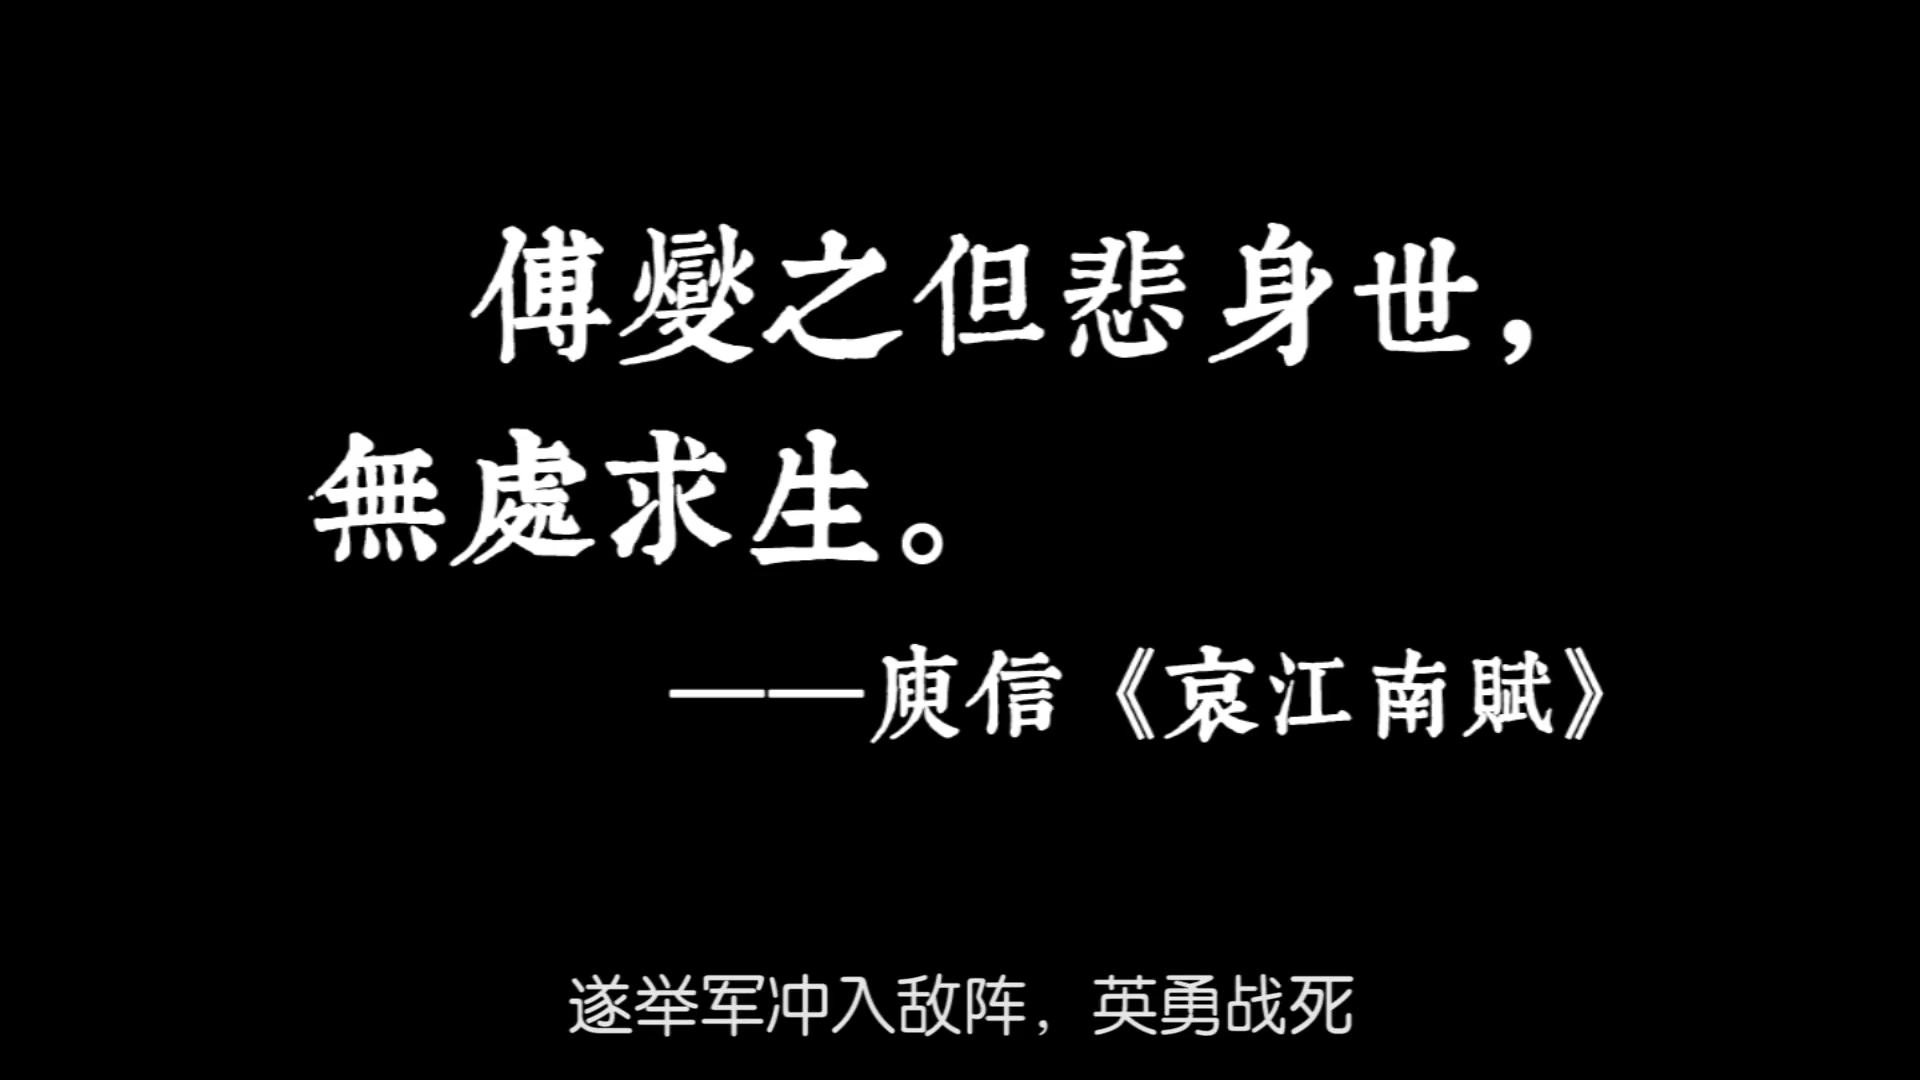 傅燮之但悲身世，
無處求生。
——庾信《哀江南賦》
遂举军冲入敌阵，英勇战死